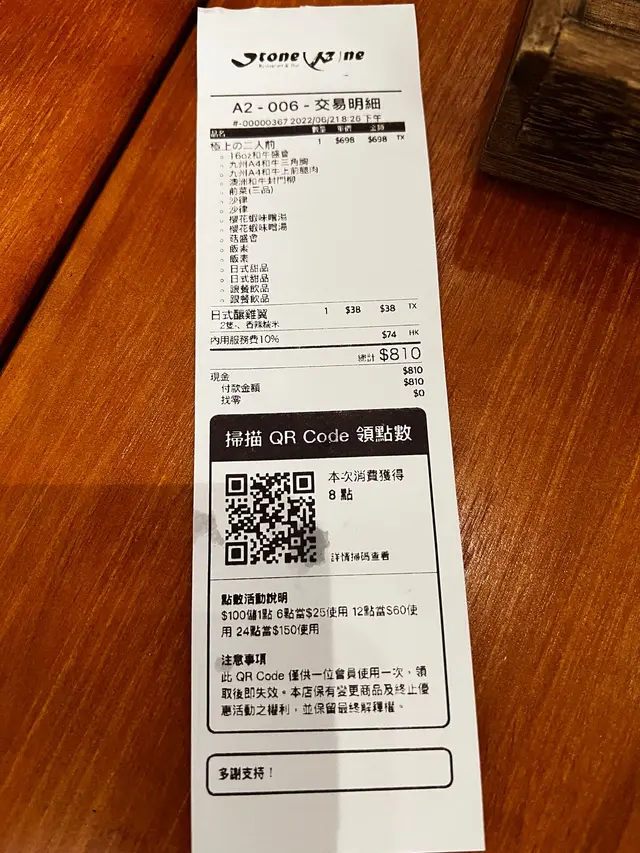 Stone
A2-006-交易明細
#-00000367 2022/06/21 8:26 下午
品名 數量 單價 金額 TX
極上の二人前 1 $698 $698
◦ 16oz和牛盛會
◦ 九州A4和牛三角胸
◦ 九州A4和牛上前腿肉
◦ 澳洲和牛封門柳
◦ 前菜(三品)
◦ 沙律
◦ 沙律
◦ 櫻花蝦味噌湯
◦ 櫻花蝦味噌湯
◦ 菇盛會
◦ 飯素
◦ 飯素
◦ 日式甜品
◦ 日式甜品
◦ 跟餐飲品
◦ 跟餐飲品
日式釀雞翼 1 $38 $38 TX
2隻-、香辣糯米
內用服務費10% $74 HK
總計 $810
現金 $810
付款金額 $810
找零 $0
掃描 QR Code 領點數
本次消費獲得
8 點
詳情掃碼查看
點數活動說明
$100儲1點 6點當$25使用 12點當$60使
用 24點當$150使用
注意事項
此 QR Code 僅供一位會員使用一次，領
取後即失效。本店保有變更商品及終止優
惠活動之權利，並保留最終解釋權。
多謝支持！